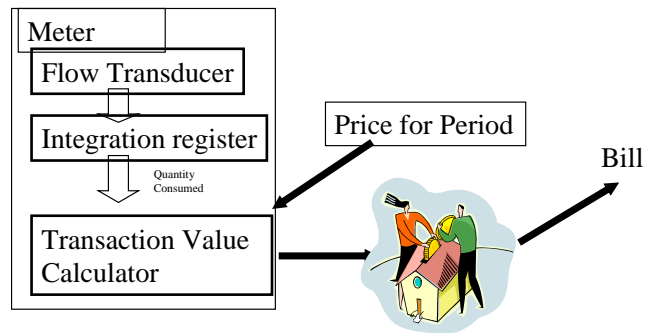 Meter
Flow Transducer
Integration register
Price for Period
Bill
Quantity
Consumed
Transaction Value
Calculator